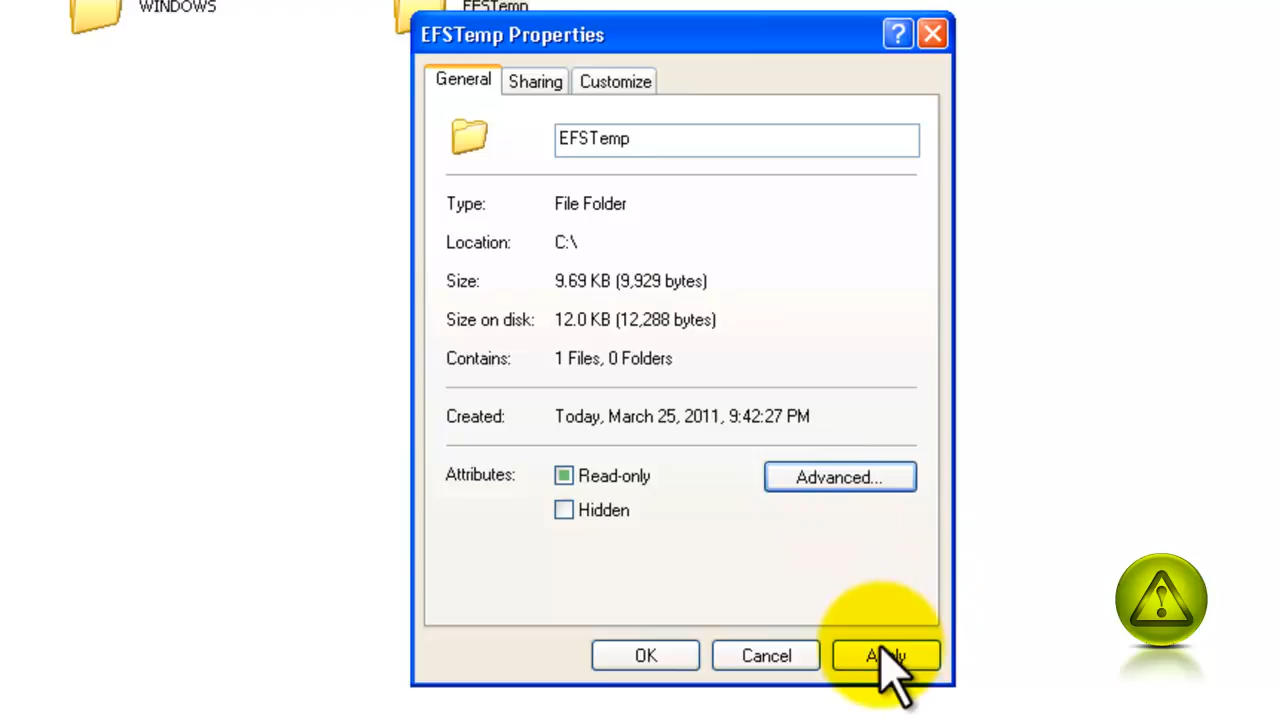 WINDOWS
EFSTemp
EFSTemp Properties
General Sharing Customize
EFSTemp
Type: File Folder
Location: C:\
Size: 9.69 KB (9,929 bytes)
Size on disk: 12.0 KB (12,288 bytes)
Contains: 1 Files, 0 Folders
Created: Today, March 25, 2011, 9:42:27 PM
Attributes: Read-only Advanced...
Hidden
OK Cancel Apply